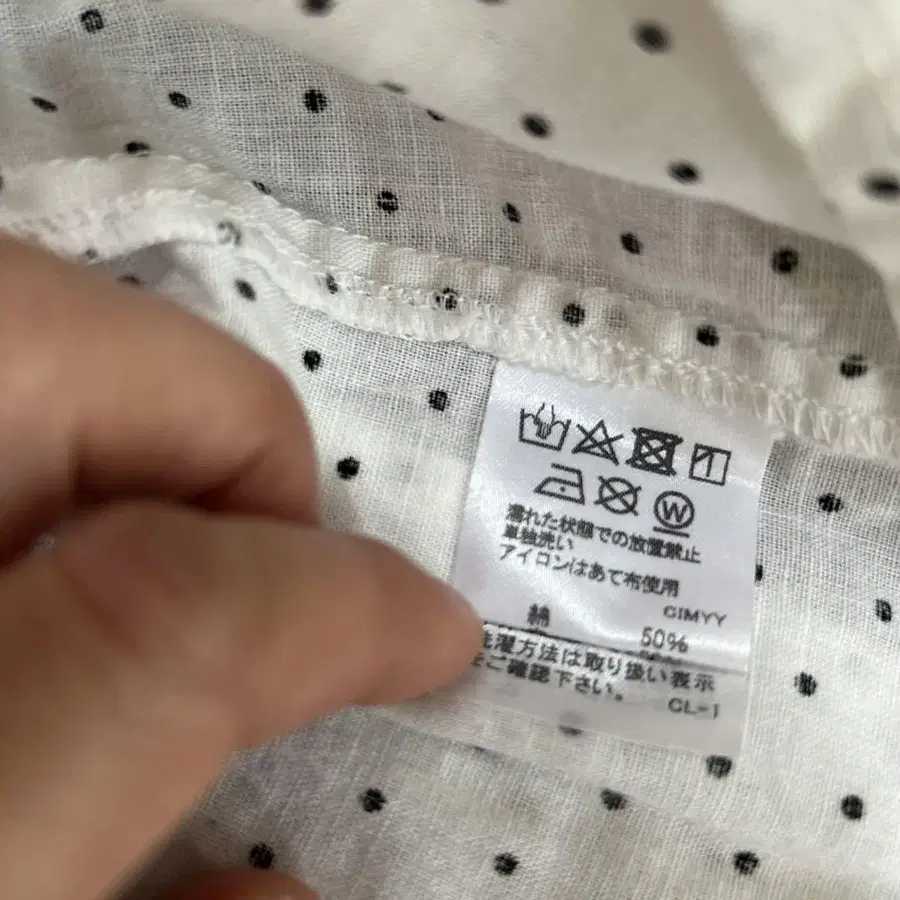 W
濡れた状態での放置禁止
単独洗い
アイコンはあて布使用
CIMYY
綿 50%
洗濯方法は取り扱い表示
をご確認下さい。
CL-1